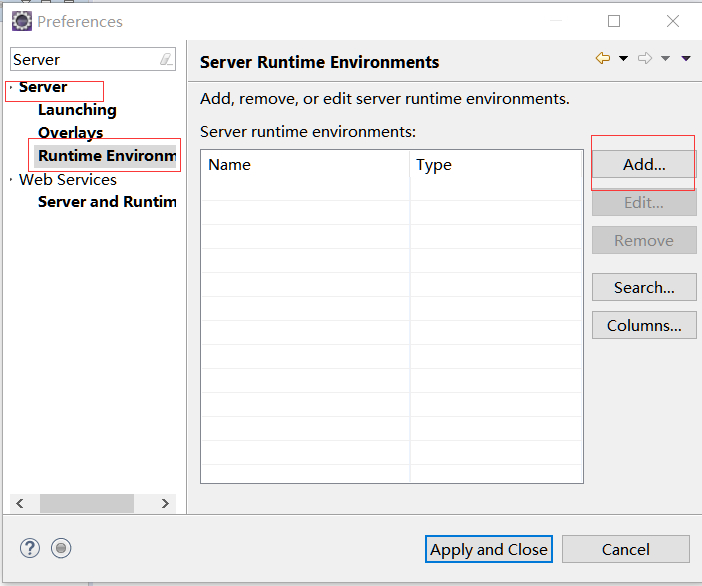 Preferences
Server
Server
Launching
Overlays
Runtime Environm
Web Services
Server and Runtim
Server Runtime Environments
Add, remove, or edit server runtime environments.
Server runtime environments:
Name Type
Add...
Edit...
Remove
Search...
Columns...
Apply and Close Cancel